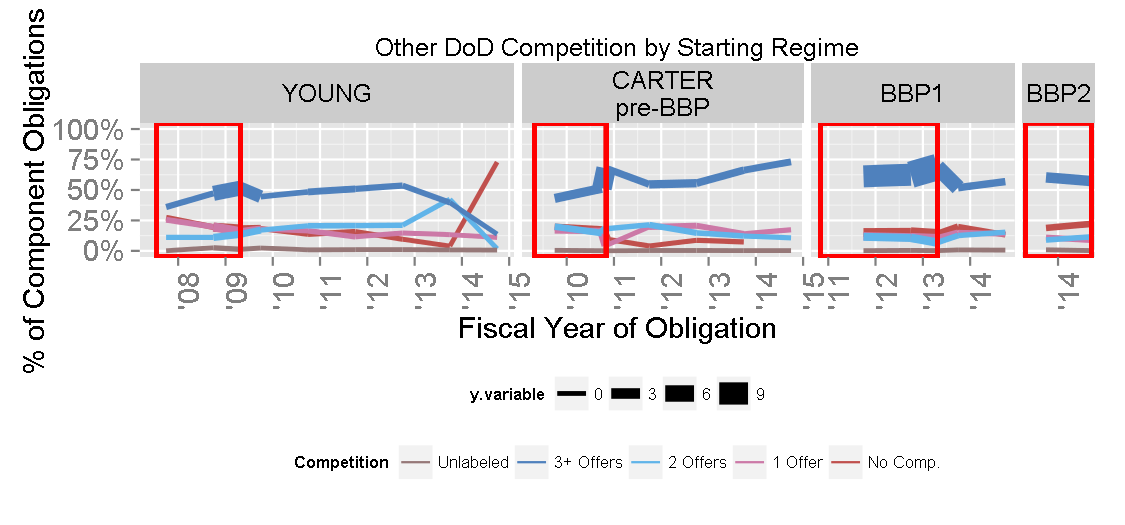 Other DoD Competition by Starting Regime
YOUNG
CARTER
pre-BBP
BBP1
BBP2
% of Component Obligations
100%
75%
50%
25%
0%
'08 '09 '10 '11 '12 '13 '14 '15
'10 '11 '12 '13 '14 '15
'11 '12 '13 '14
'14
Fiscal Year of Obligation
y.variable 0 3 6 9
Competition Unlabeled 3+ Offers 2 Offers 1 Offer No Comp.